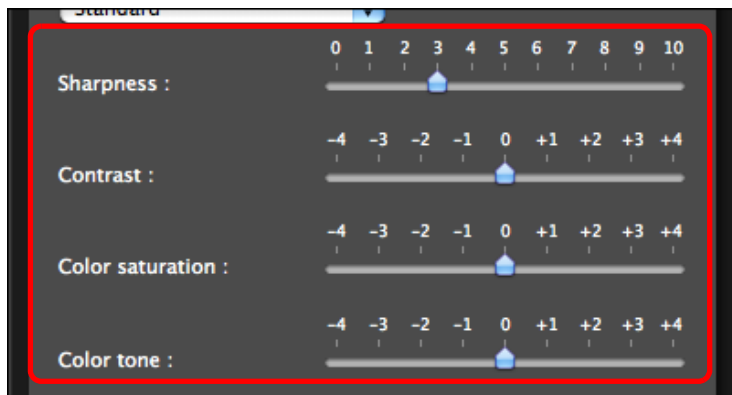 Standard
0 1 2 3 4 5 6 7 8 9 10
Sharpness :
-4 -3 -2 -1 0 +1 +2 +3 +4
Contrast :
-4 -3 -2 -1 0 +1 +2 +3 +4
Color saturation :
-4 -3 -2 -1 0 +1 +2 +3 +4
Color tone :